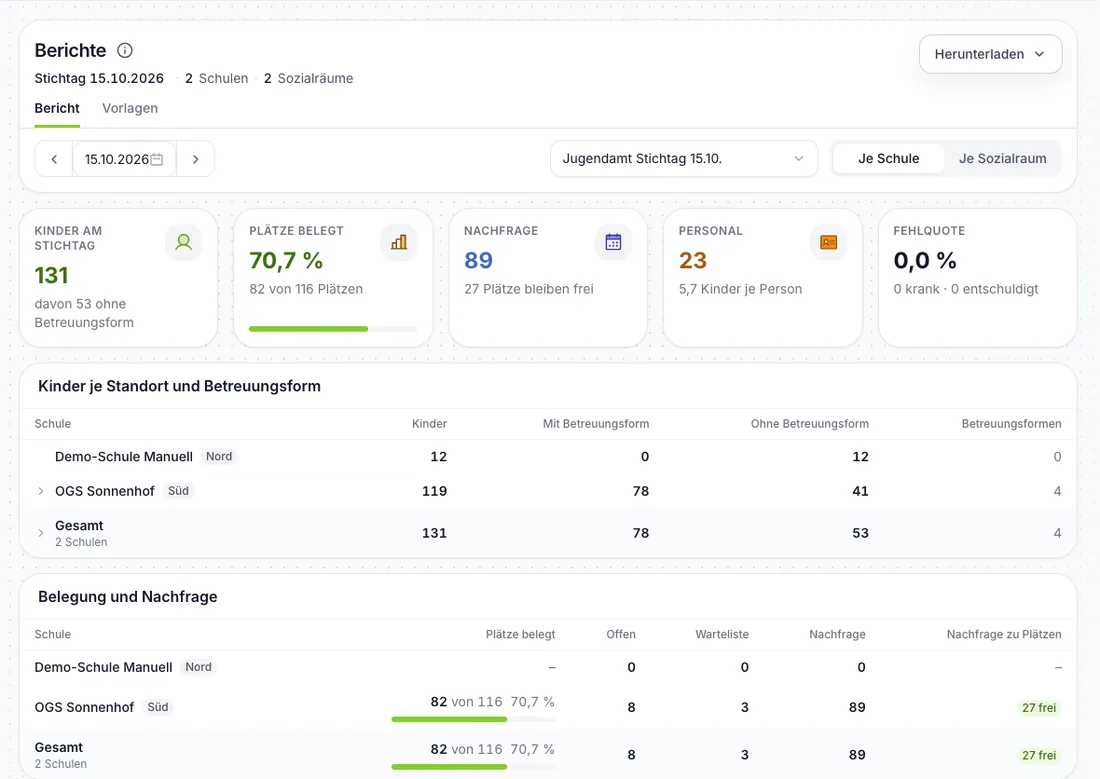 Berichte
Herunterladen
Stichtag 15.10.2026 · 2 Schulen · 2 Sozialräume
Bericht Vorlagen
15.10.2026 Jugendamt Stichtag 15.10. Je Schule Je Sozialraum
KINDER AM
STICHTAG
131
davon 53 ohne
Betreuungsform
PLÄTZE BELEGT
70,7 %
82 von 116 Plätzen
NACHFRAGE
89
27 Plätze bleiben frei
PERSONAL
23
5,7 Kinder je Person
FEHLQUOTE
0,0 %
0 krank · 0 entschuldigt
Kinder je Standort und Betreuungsform
Schule Kinder Mit Betreuungsform Ohne Betreuungsform Betreuungsformen
Demo-Schule Manuell Nord 12 0 12 0
OGS Sonnenhof Süd 119 78 41 4
Gesamt 131 78 53 4
2 Schulen
Belegung und Nachfrage
Schule Plätze belegt Offen Warteliste Nachfrage Nachfrage zu Plätzen
Demo-Schule Manuell Nord – 0 0 0 –
OGS Sonnenhof Süd 82 von 116 70,7 % 8 3 89 27 frei
Gesamt 82 von 116 70,7 % 8 3 89 27 frei
2 Schulen